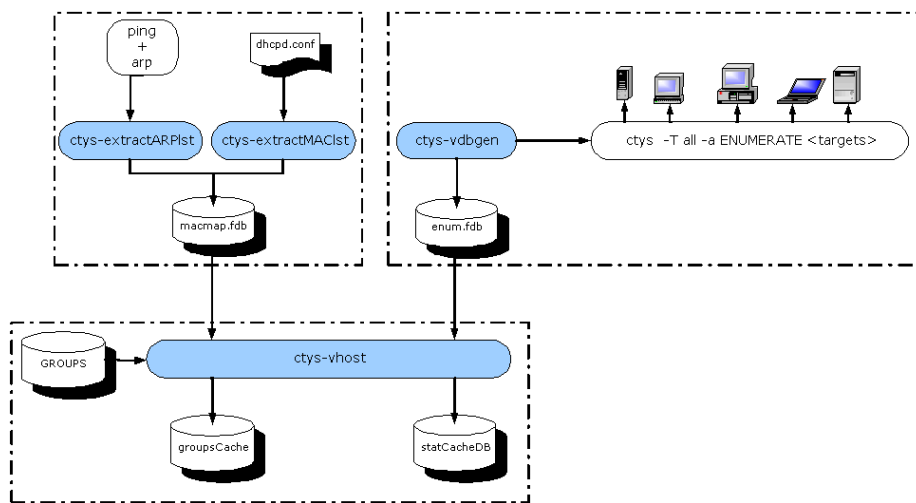 ping
+
arp
dhcpd.conf
ctys-extractARPlst
ctys-extractMAClst
macmap.fdb
ctys-vdbgen
ctys -T all -a ENUMERATE <targets>
enum.fdb
GROUPS
ctys-vhost
groupsCache
statCacheDB